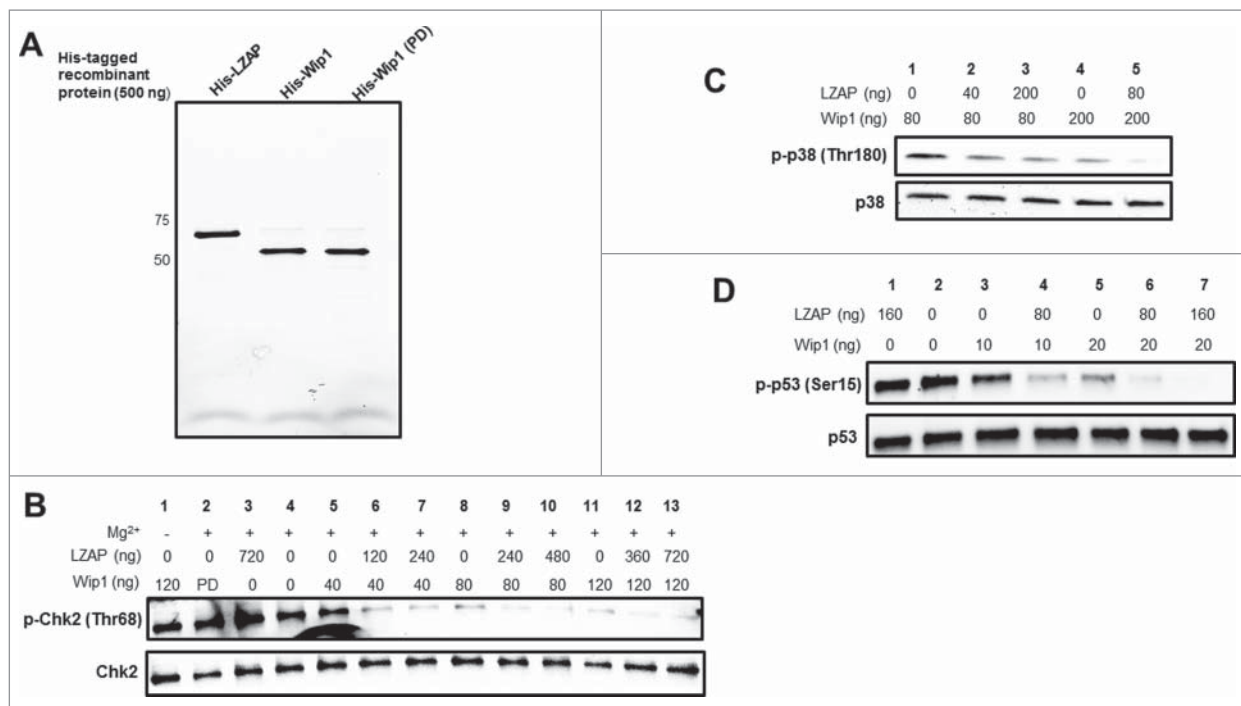 A
His-tagged
recombinant
protein (500 ng)
His-LZAP
His-Wip1
His-Wip1 (PD)
75
50
C
1 2 3 4 5
LZAP (ng) 0 40 200 0 80
Wip1 (ng) 80 80 80 200 200
p-p38 (Thr180)
p38
D
1 2 3 4 5 6 7
LZAP (ng) 160 0 0 80 0 80 160
Wip1 (ng) 0 0 10 10 20 20 20
p-p53 (Ser15)
p53
B
1 2 3 4 5 6 7 8 9 10 11 12 13
Mg²⁺ - + + + + + + + + + + + +
LZAP (ng) 0 0 720 0 0 120 240 0 240 480 0 360 720
Wip1 (ng) 120 PD 0 0 40 40 40 80 80 80 120 120 120
p-Chk2 (Thr68)
Chk2